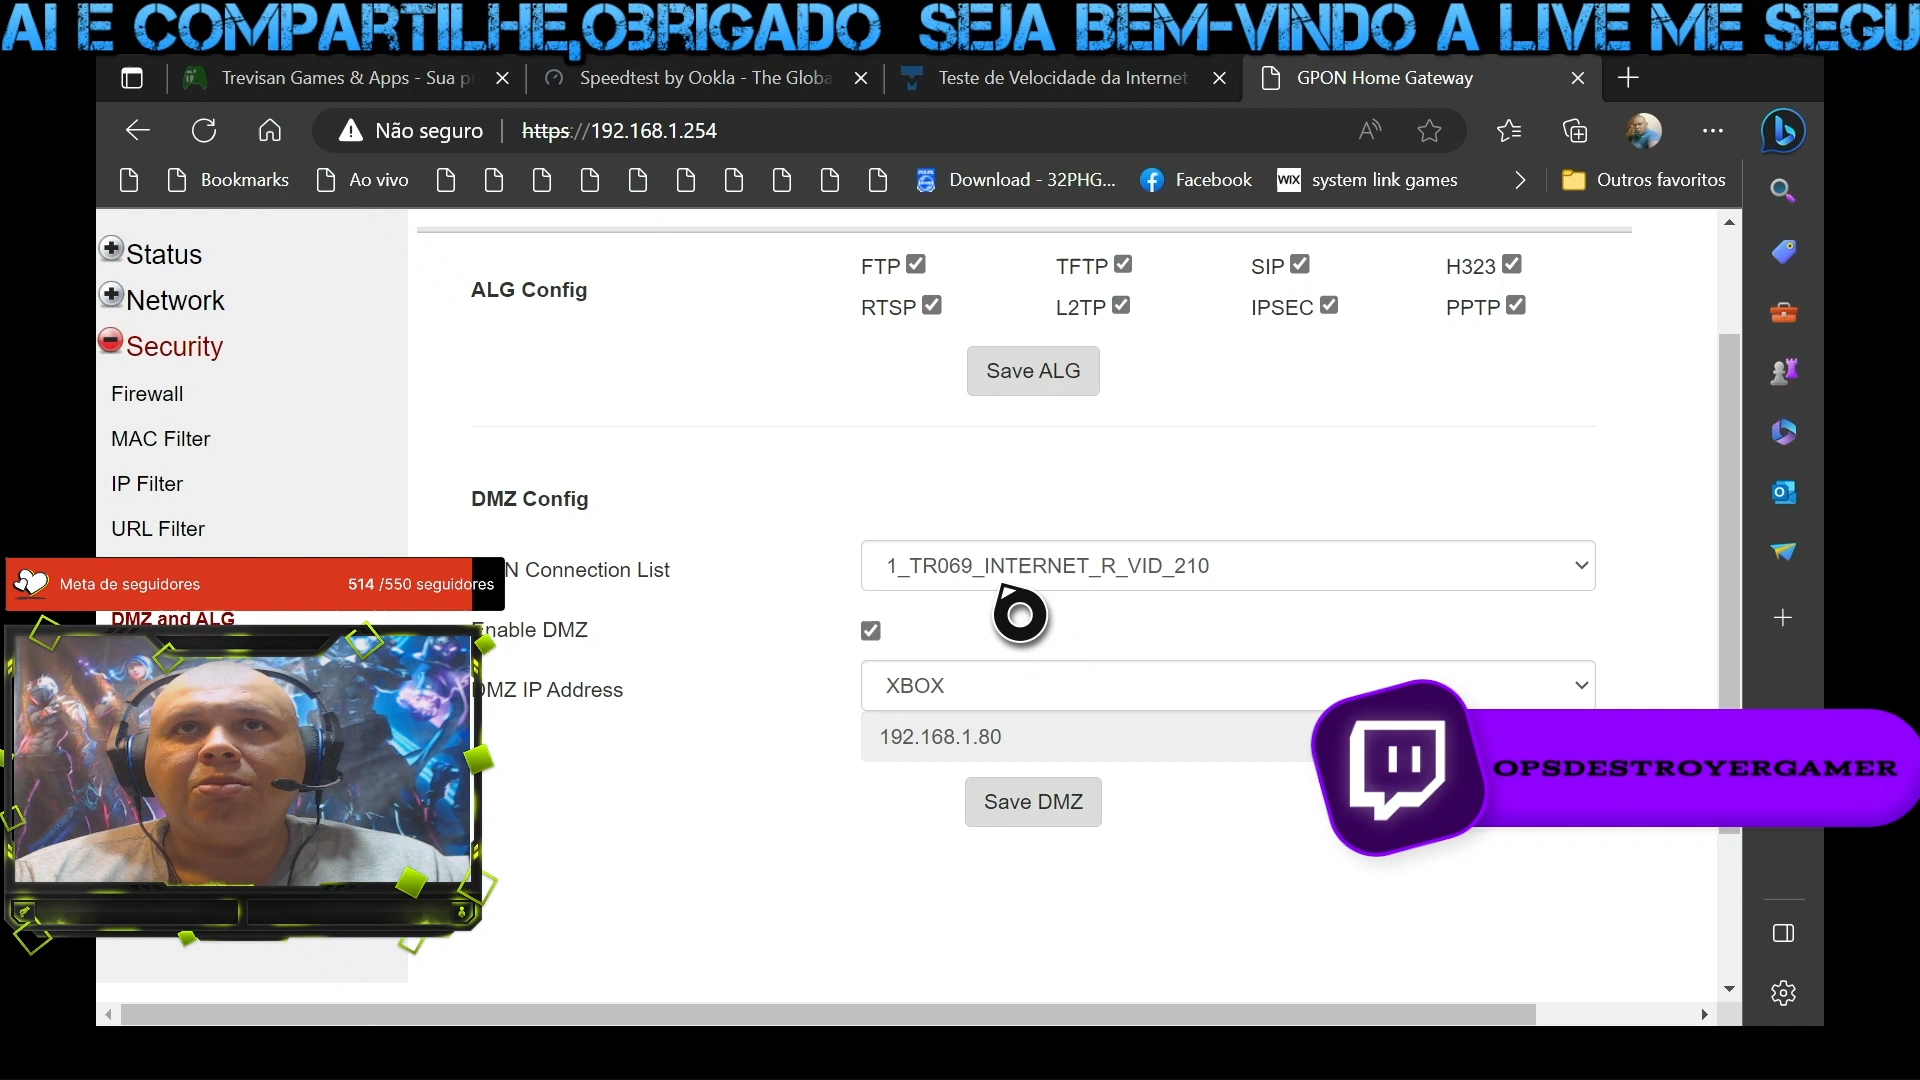 AI E COMPARTILHE,OBRIGADO SEJA BEM-VINDO A LIVE ME SEGU
Trevisan Games & Apps - Sua p
Speedtest by Ookla - The Globa
Teste de Velocidade da Internet
GPON Home Gateway
Não seguro
https://192.168.1.254
Bookmarks
Ao vivo
Download - 32PHG...
Facebook
WIX
system link games
Outros favoritos
Status
Network
Security
Firewall
MAC Filter
IP Filter
URL Filter
DMZ and ALG
ALG Config
FTP
TFTP
SIP
H323
RTSP
L2TP
IPSEC
PPTP
Save ALG
DMZ Config
N Connection List
1_TR069_INTERNET_R_VID_210
Enable DMZ
DMZ IP Address
XBOX
192.168.1.80
Save DMZ
Meta de seguidores
514 /550 seguidores
OPSDESTROYERGAMER